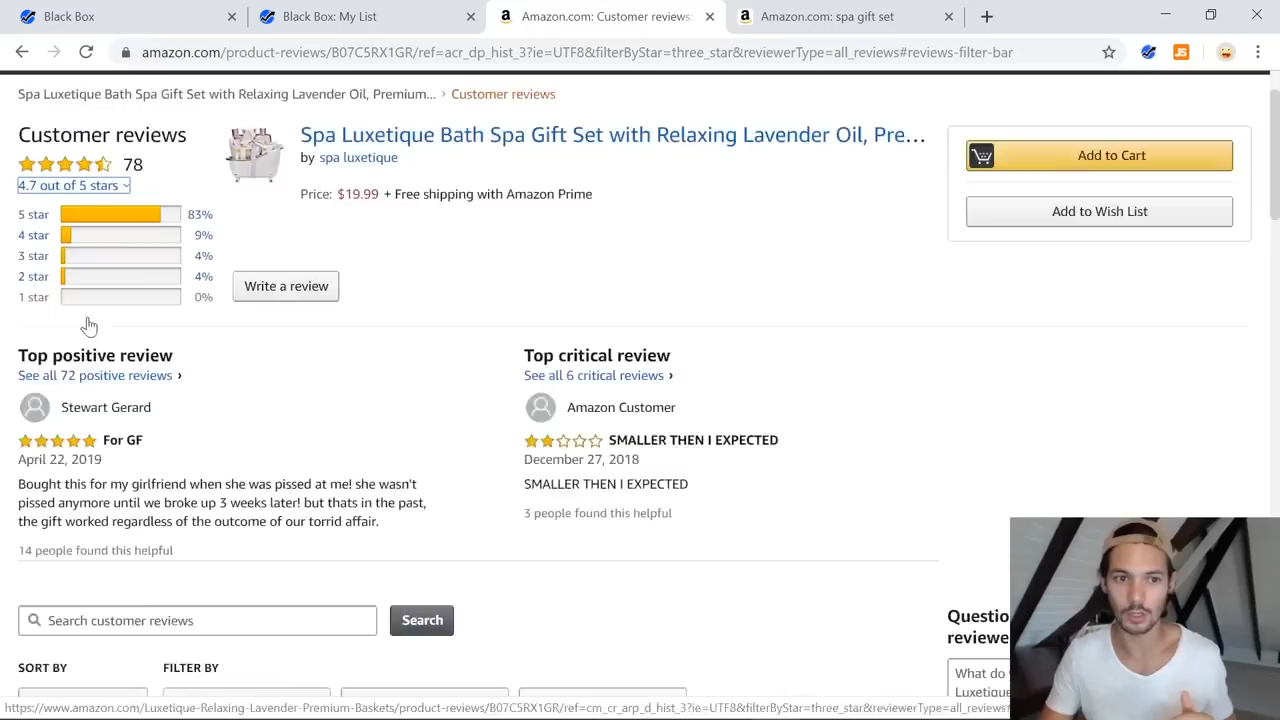 Black Box
Black Box: My List
Amazon.com: Customer reviews:
Amazon.com: spa gift set
amazon.com/product-reviews/B07C5RX1GR/ref=acr_dp_hist_3?ie=UTF8&filterByStar=three_star&reviewerType=all_reviews#reviews-filter-bar
JS
Spa Luxetique Bath Spa Gift Set with Relaxing Lavender Oil, Premium... › Customer reviews
Customer reviews
78
4.7 out of 5 stars
5 star 83%
4 star 9%
3 star 4%
2 star 4%
1 star 0%
Spa Luxetique Bath Spa Gift Set with Relaxing Lavender Oil, Pre…
by spa luxetique
Price: $19.99 + Free shipping with Amazon Prime
Write a review
Add to Cart
Add to Wish List
Top positive review
See all 72 positive reviews ›
Stewart Gerard
For GF
April 22, 2019
Bought this for my girlfriend when she was pissed at me! she wasn't
pissed anymore until we broke up 3 weeks later! but thats in the past,
the gift worked regardless of the outcome of our torrid affair.
14 people found this helpful
Top critical review
See all 6 critical reviews ›
Amazon Customer
SMALLER THEN I EXPECTED
December 27, 2018
SMALLER THEN I EXPECTED
3 people found this helpful
Search customer reviews
Search
SORT BY
FILTER BY
Questio
reviewe
What do
Luxetique
https://www.amazon.com/Luxetique-Relaxing-Lavender-Premium-Baskets/product-reviews/B07C5RX1GR/ref=cm_cr_arp_d_hist_3?ie=UTF8&filterByStar=three_star&reviewerType=all_reviews